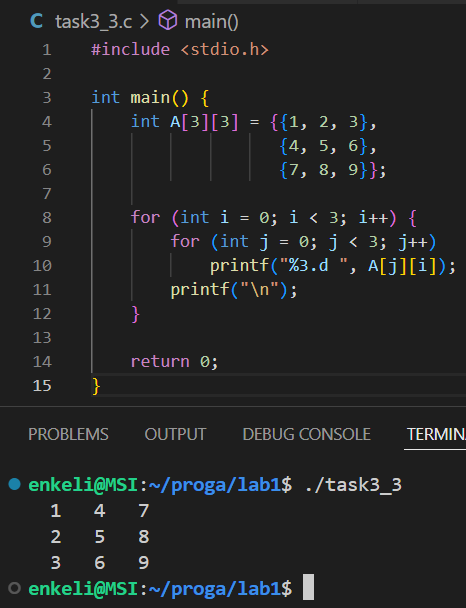 task3_3.c > main()
1 #include <stdio.h>
2
3 int main() {
4     int A[3][3] = {{1, 2, 3},
5                    {4, 5, 6},
6                    {7, 8, 9}};
7
8     for (int i = 0; i < 3; i++) {
9         for (int j = 0; j < 3; j++)
10             printf("%3.d ", A[j][i]);
11         printf("\n");
12     }
13
14     return 0;
15 }
PROBLEMS OUTPUT DEBUG CONSOLE TERMIN
enkeli@MSI:~/proga/lab1$ ./task3_3
  1   4   7
  2   5   8
  3   6   9
enkeli@MSI:~/proga/lab1$